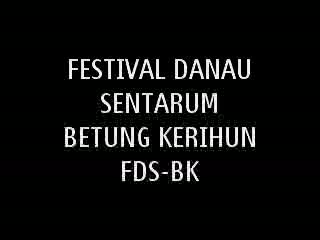 FESTIVAL DANAU
SENTARUM
BETUNG KERIHUN
FDS-BK